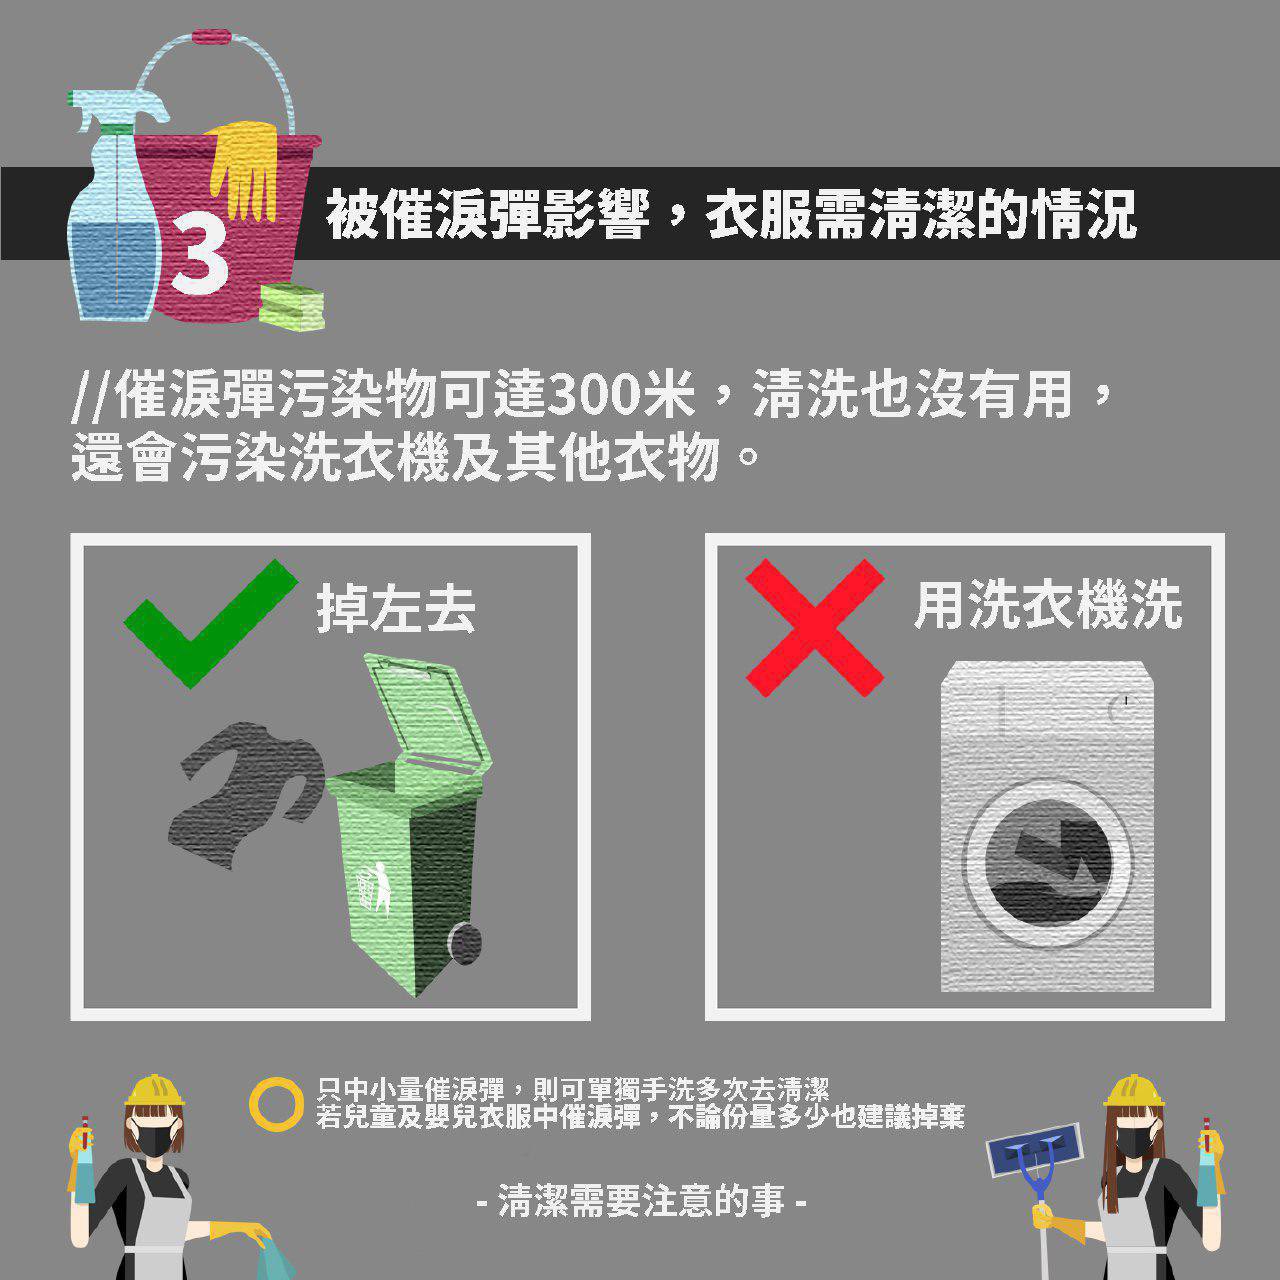 3
被催淚彈影響，衣服需清潔的情況
//催淚彈污染物可達300米，清洗也沒有用，
還會污染洗衣機及其他衣物。
掉左去
用洗衣機洗
只中小量催淚彈，則可單獨手洗多次去清潔
若兒童及嬰兒衣服中催淚彈，不論份量多少也建議掉棄
- 清潔需要注意的事 -